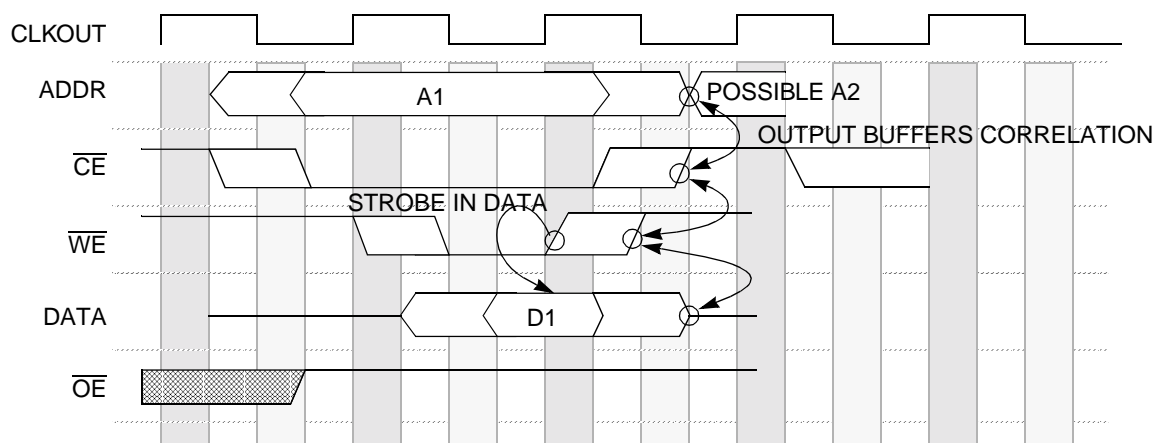 CLKOUT
ADDR
A1
POSSIBLE A2
OUTPUT BUFFERS CORRELATION
CE
STROBE IN DATA
WE
DATA
D1
OE